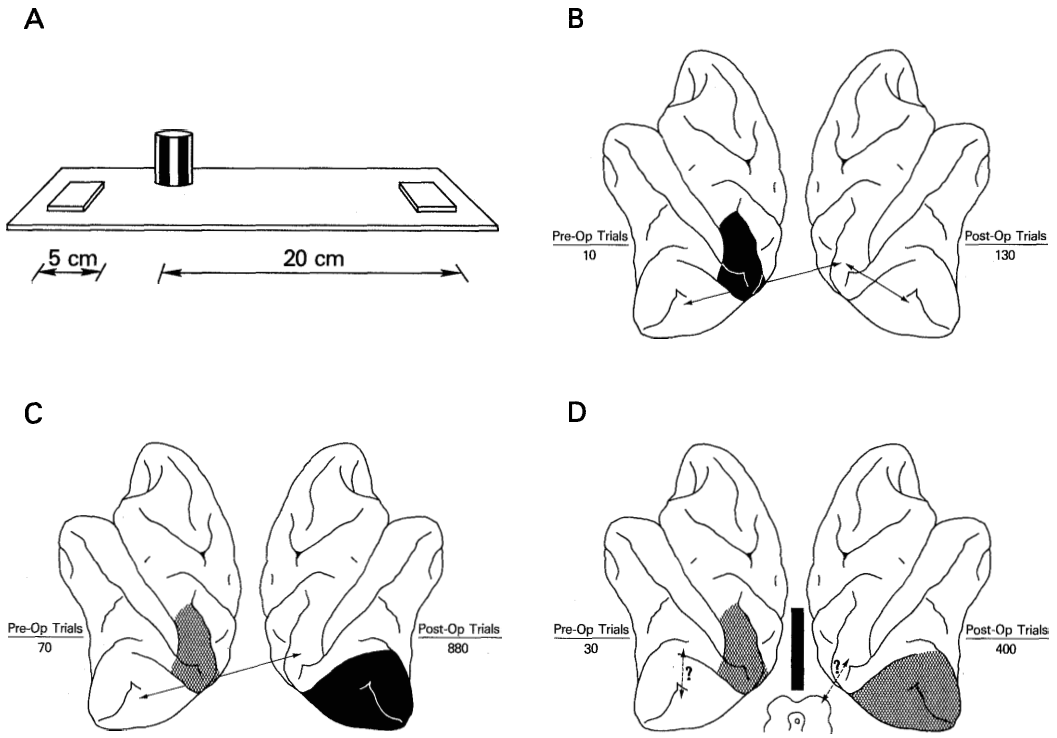 A
5 cm
20 cm
B
Pre-Op Trials
10
Post-Op Trials
130
C
Pre-Op Trials
70
Post-Op Trials
880
D
Pre-Op Trials
30
Post-Op Trials
400
?
?